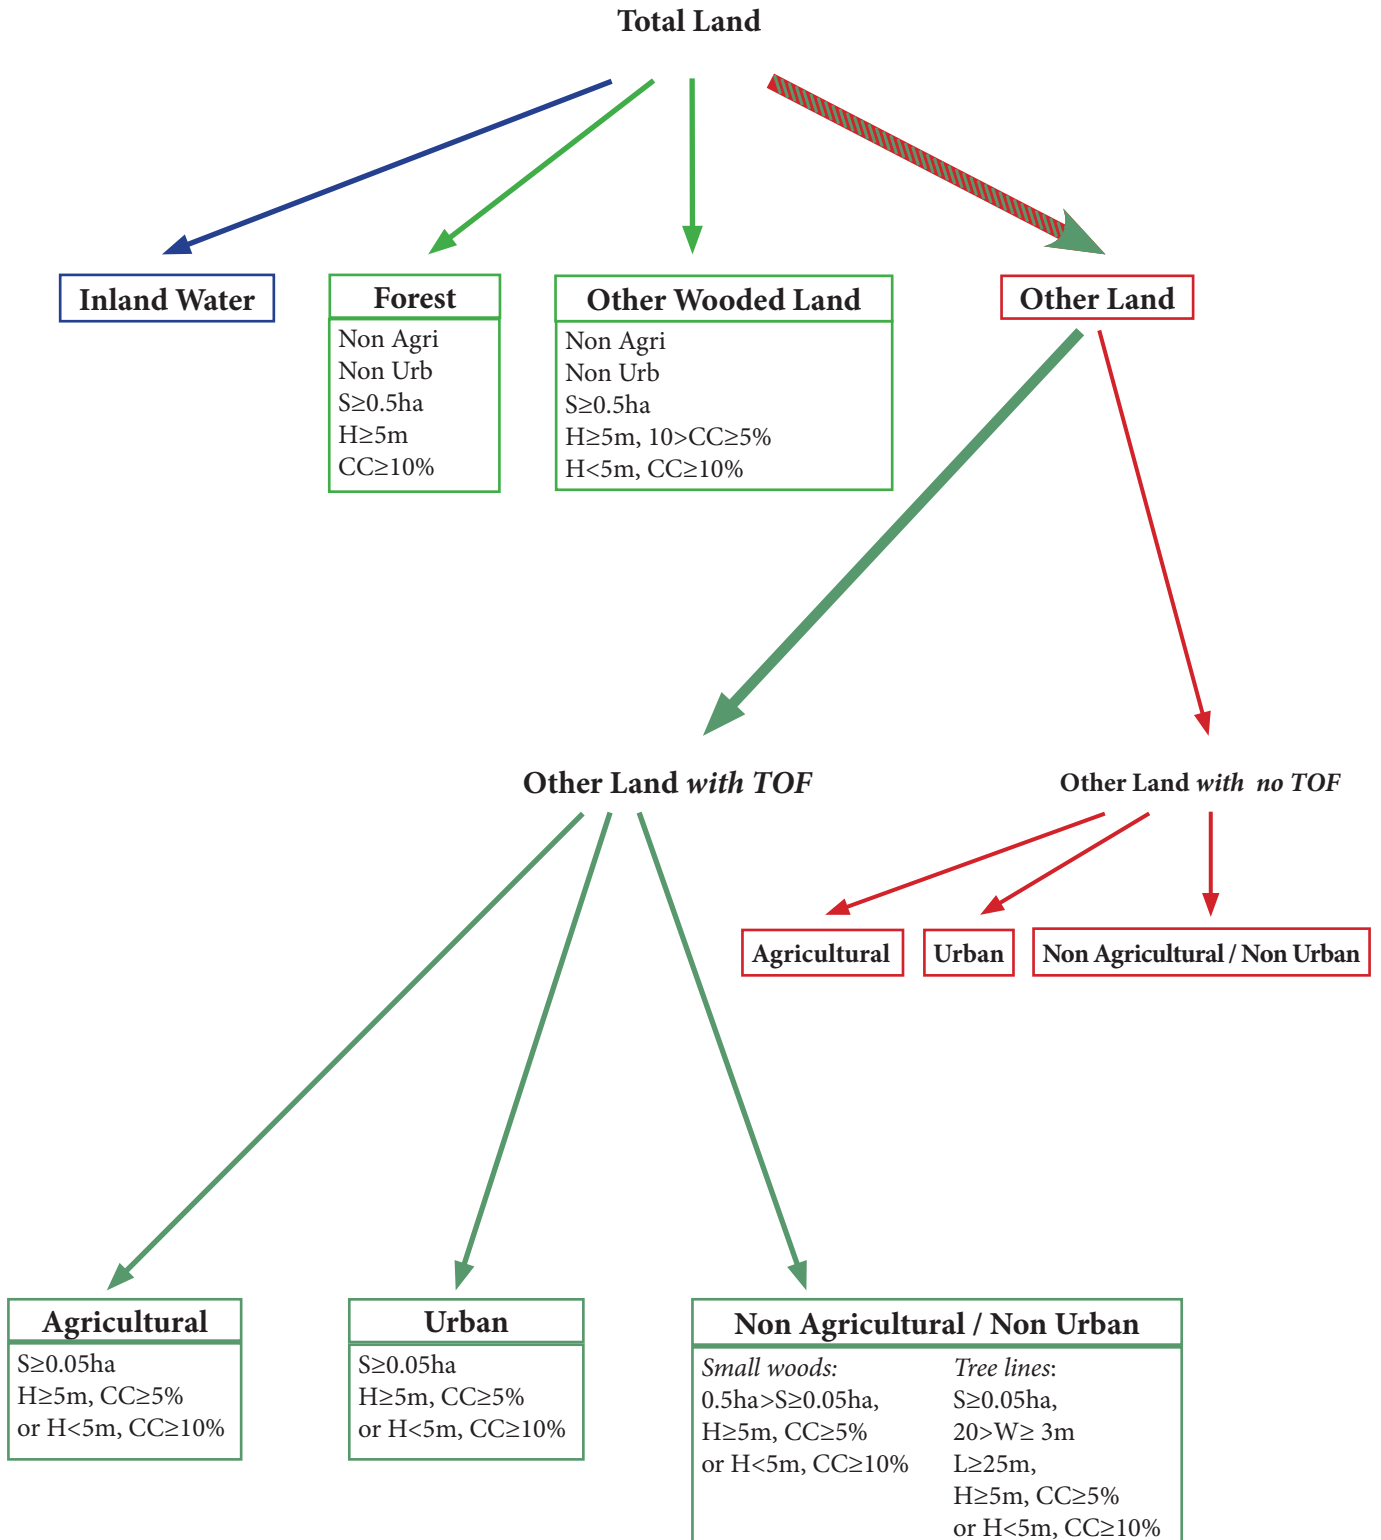 Total Land
Inland Water
Forest
Non Agri
Non Urb
S≥0.5ha
H≥5m
CC≥10%
Other Wooded Land
Non Agri
Non Urb
S≥0.5ha
H≥5m, 10>CC≥5%
H<5m, CC≥10%
Other Land
Other Land with TOF
Other Land with no TOF
Agricultural
Urban
Non Agricultural / Non Urban
Agricultural
S≥0.05ha
H≥5m, CC≥5%
or H<5m, CC≥10%
Urban
S≥0.05ha
H≥5m, CC≥5%
or H<5m, CC≥10%
Non Agricultural / Non Urban
Small woods:
0.5ha>S≥0.05ha,
H≥5m, CC≥5%
or H<5m, CC≥10%
Tree lines:
S≥0.05ha,
20>W≥ 3m
L≥25m,
H≥5m, CC≥5%
or H<5m, CC≥10%